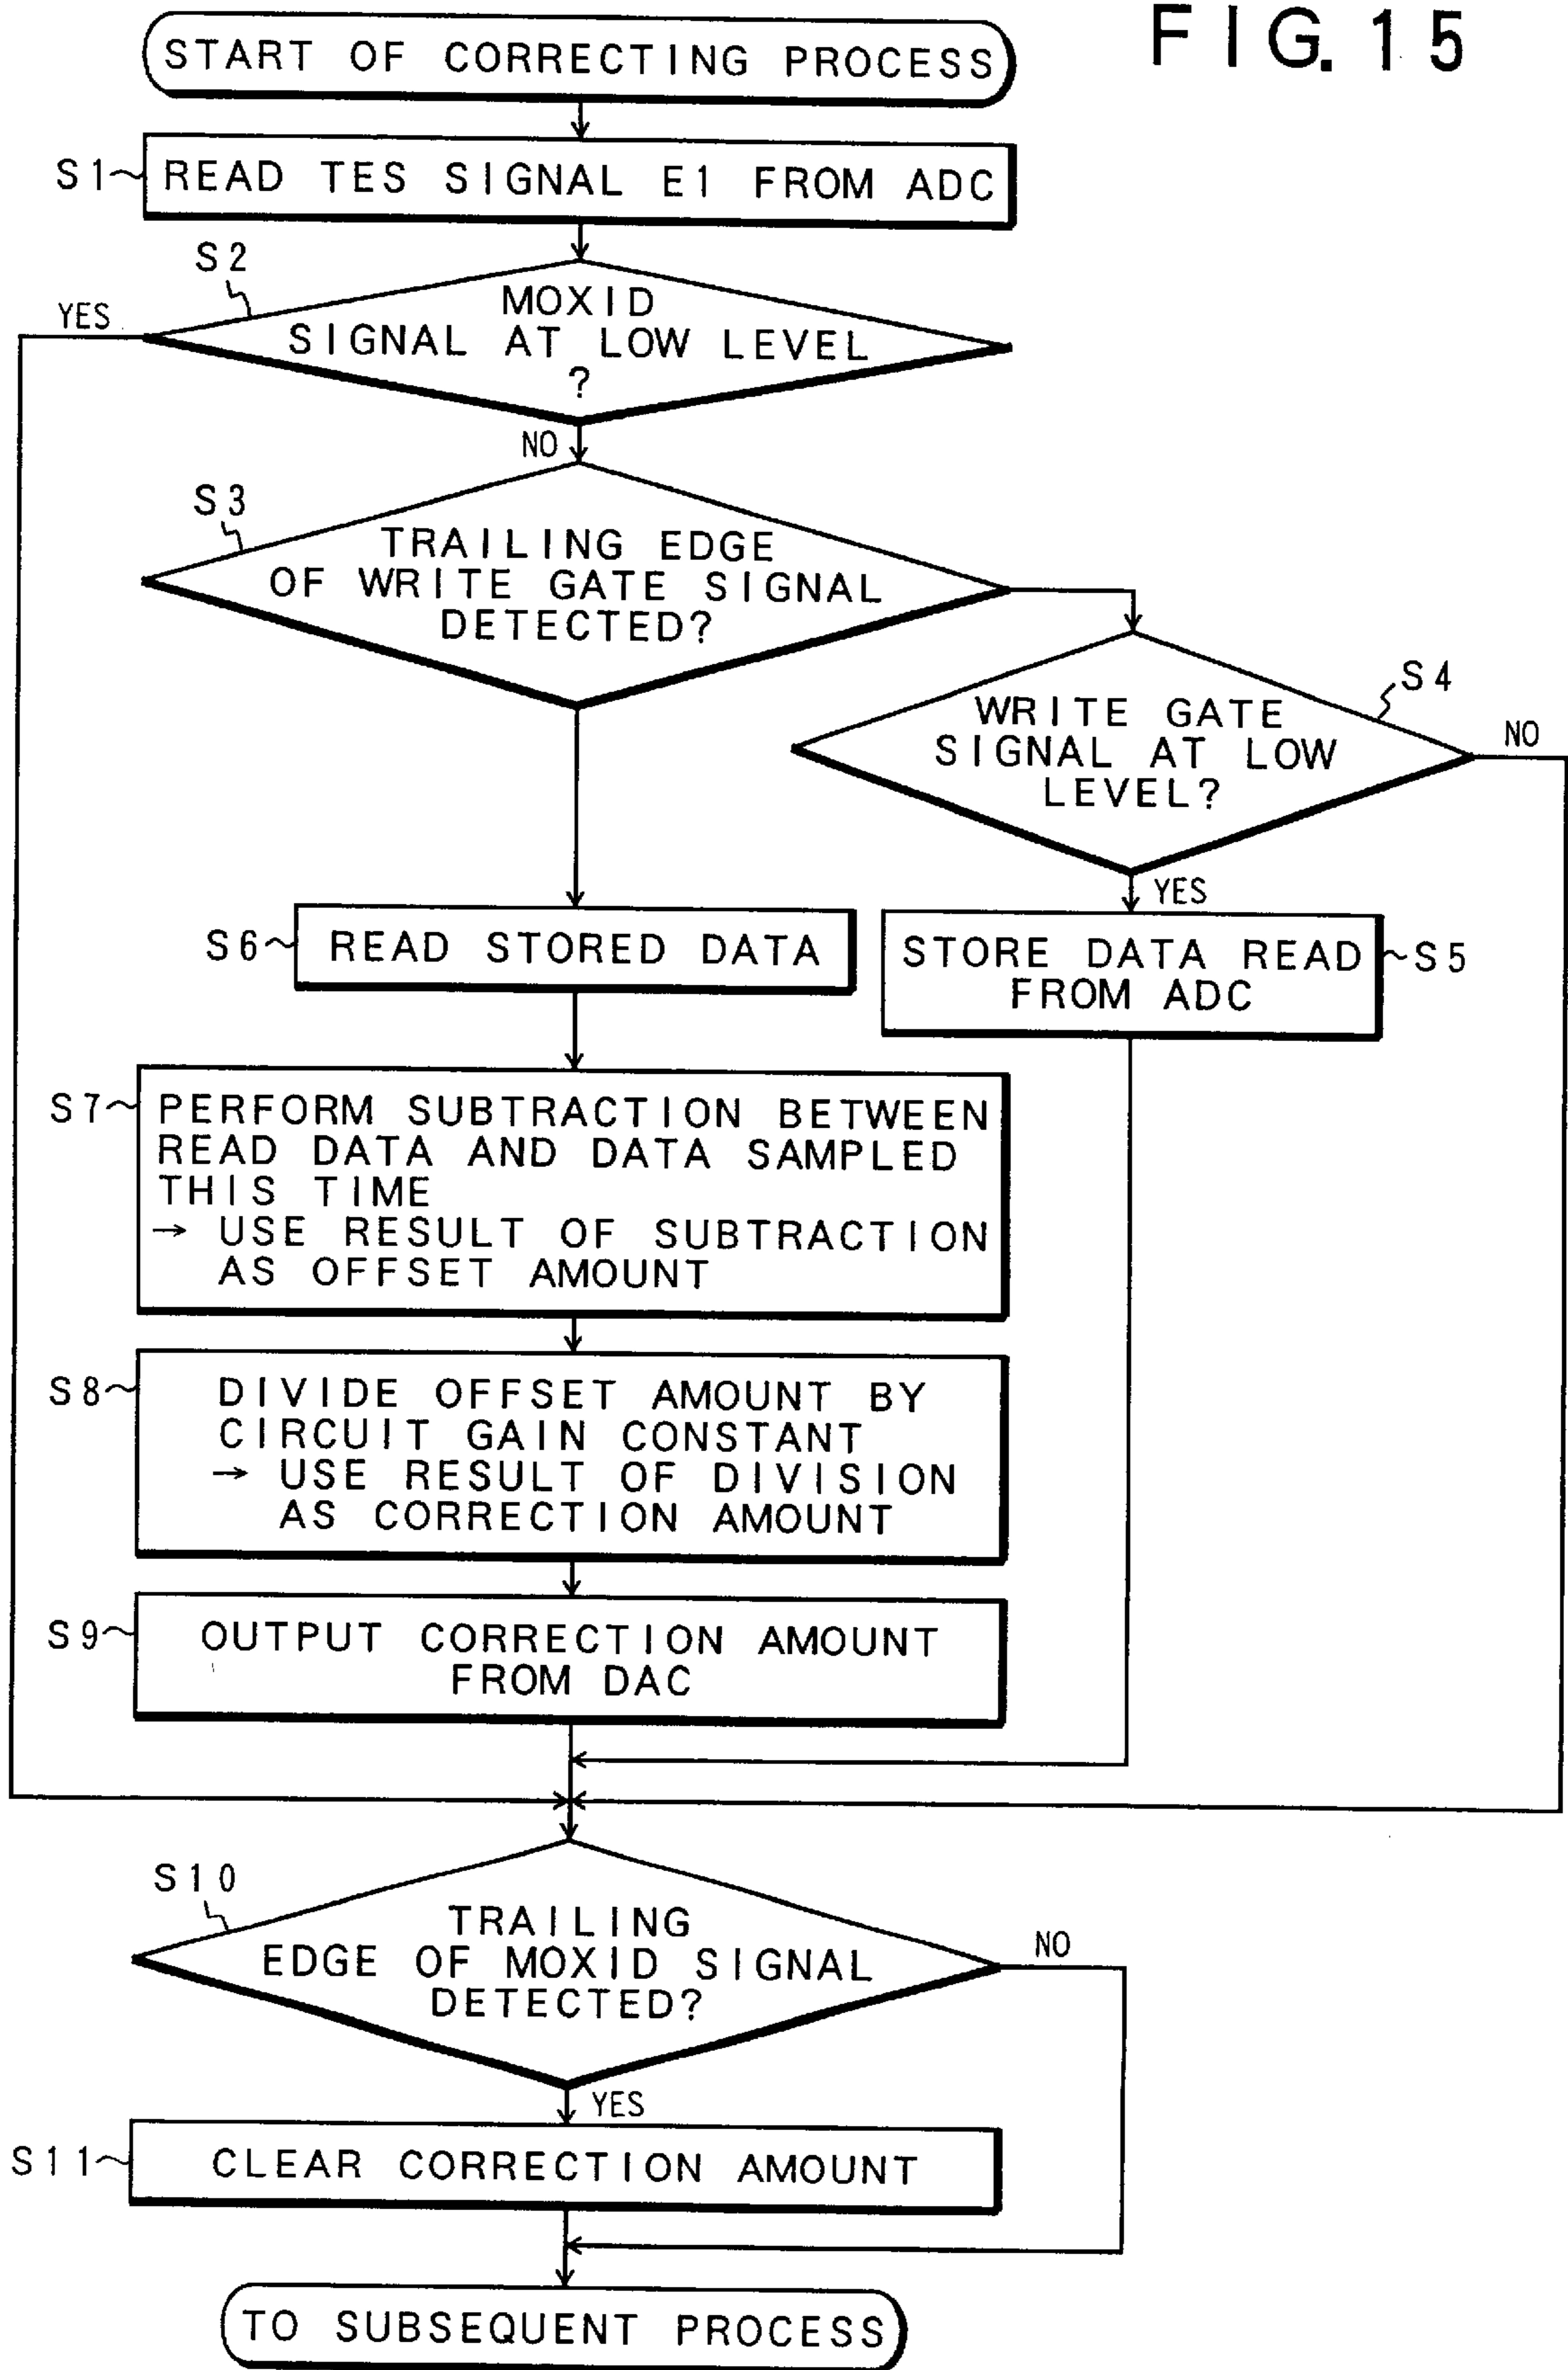 FIG. 15
START OF CORRECTING PROCESS
S1
READ TES SIGNAL E1 FROM ADC
S2
YES
MOXID
SIGNAL AT LOW LEVEL
?
NO
S3
TRAILING EDGE
OF WRITE GATE SIGNAL
DETECTED?
S4
WRITE GATE
SIGNAL AT LOW
LEVEL?
NO
YES
S6
READ STORED DATA
STORE DATA READ
FROM ADC
S5
S7
PERFORM SUBTRACTION BETWEEN
READ DATA AND DATA SAMPLED
THIS TIME
→ USE RESULT OF SUBTRACTION
AS OFFSET AMOUNT
S8
DIVIDE OFFSET AMOUNT BY
CIRCUIT GAIN CONSTANT
→ USE RESULT OF DIVISION
AS CORRECTION AMOUNT
S9
OUTPUT CORRECTION AMOUNT
FROM DAC
S10
TRAILING
EDGE OF MOXID SIGNAL
DETECTED?
NO
YES
S11
CLEAR CORRECTION AMOUNT
TO SUBSEQUENT PROCESS